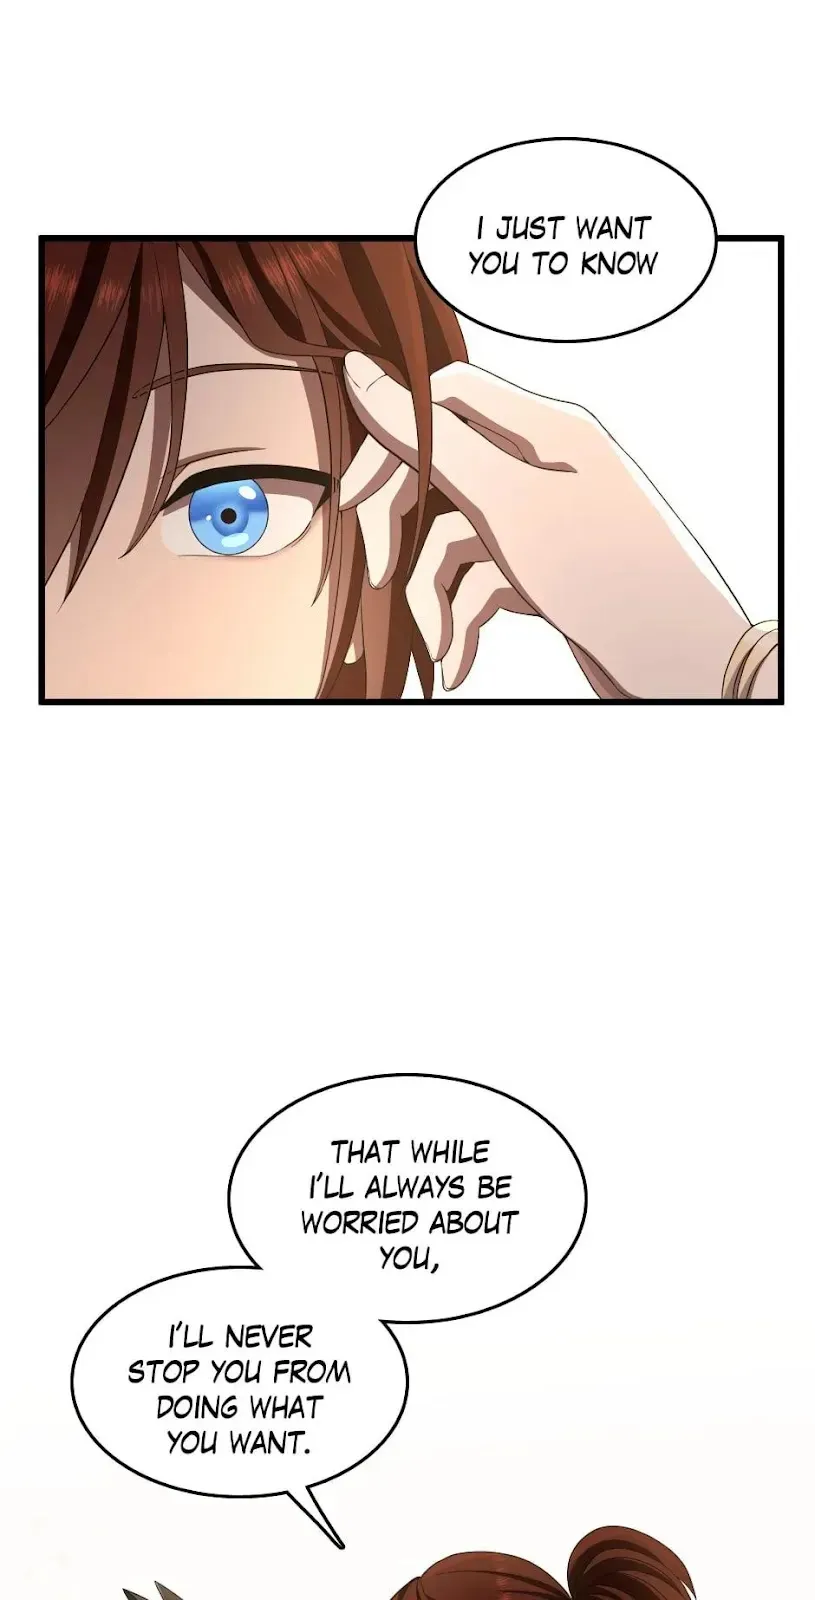 I JUST WANT
YOU TO KNOW
THAT WHILE
I'LL ALWAYS BE
WORRIED ABOUT
YOU,
I'LL NEVER
STOP YOU FROM
DOING WHAT
YOU WANT.